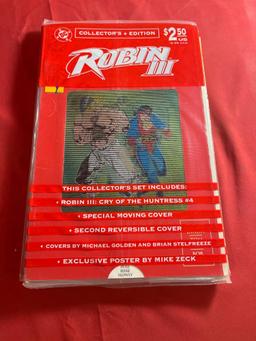 DC
COLLECTOR'S • EDITION
$2.50
US
ROBIN
III
THIS COLLECTOR'S SET INCLUDES:
• ROBIN III: CRY OF THE HUNTRESS #4
• SPECIAL MOVING COVER
• SECOND REVERSIBLE COVER
• COVERS BY MICHAEL GOLDEN AND BRIAN STELFREEZE
• EXCLUSIVE POSTER BY MIKE ZECK